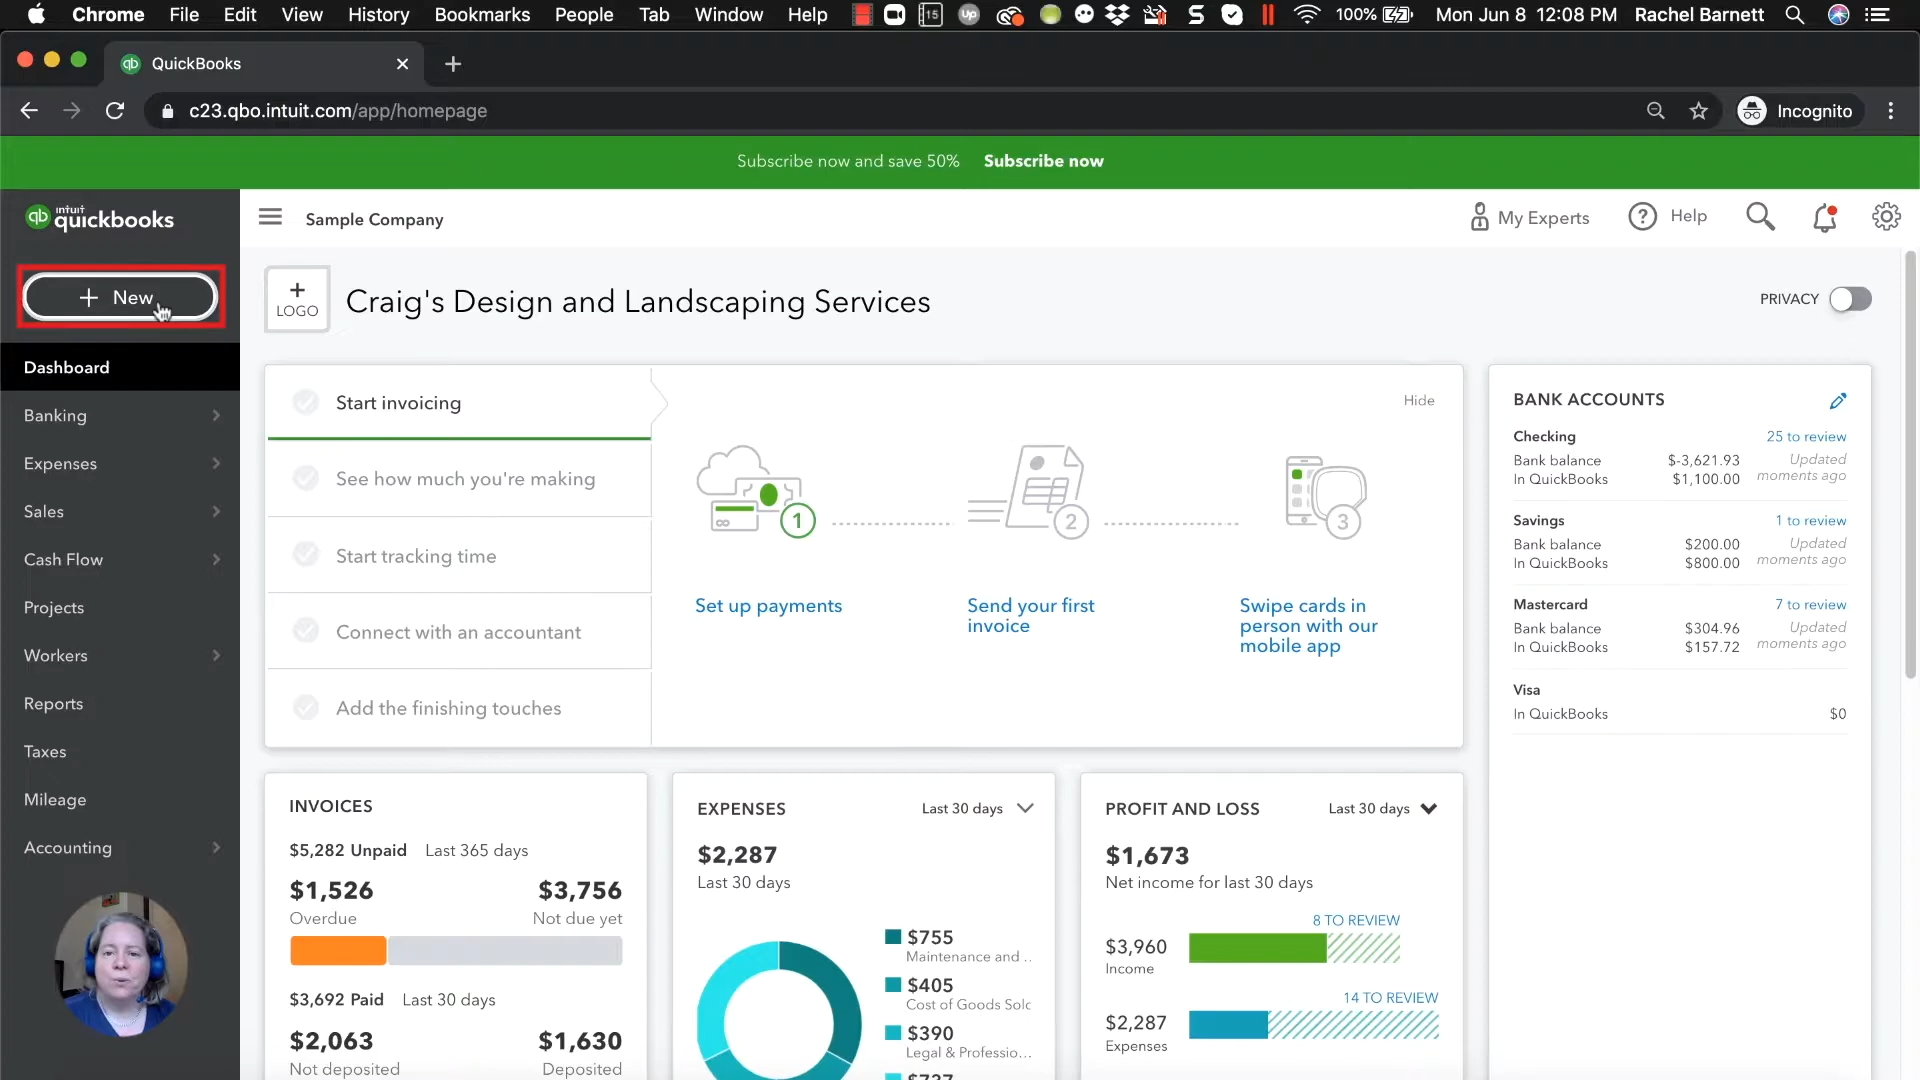 Chrome File Edit View History Bookmarks People Tab Window Help 15 Up 100% Mon Jun 8 12:08 PM Rachel Barnett
qb QuickBooks
c23.qbo.intuit.com/app/homepage Incognito
Subscribe now and save 50% Subscribe now
qb intuit quickbooks
Sample Company My Experts ? Help
+ New
+ LOGO Craig's Design and Landscaping Services PRIVACY
Dashboard
Banking
Expenses
Sales
Cash Flow
Projects
Workers
Reports
Taxes
Mileage
Accounting
Start invoicing
See how much you're making
Start tracking time
Connect with an accountant
Add the finishing touches
Hide
1 2 3
Set up payments
Send your first
invoice
Swipe cards in
person with our
mobile app
BANK ACCOUNTS
Checking 25 to review
Bank balance $-3,621.93 Updated
In QuickBooks $1,100.00 moments ago
Savings 1 to review
Bank balance $200.00 Updated
In QuickBooks $800.00 moments ago
Mastercard 7 to review
Bank balance $304.96 Updated
In QuickBooks $157.72 moments ago
Visa
In QuickBooks $0
INVOICES
$5,282 Unpaid Last 365 days
$1,526 $3,756
Overdue Not due yet
$3,692 Paid Last 30 days
$2,063 $1,630
Not deposited Deposited
EXPENSES Last 30 days
$2,287
Last 30 days
$755
Maintenance and ..
$405
Cost of Goods Solc
$390
Legal & Professio...
PROFIT AND LOSS Last 30 days
$1,673
Net income for last 30 days
8 TO REVIEW
$3,960
Income
14 TO REVIEW
$2,287
Expenses